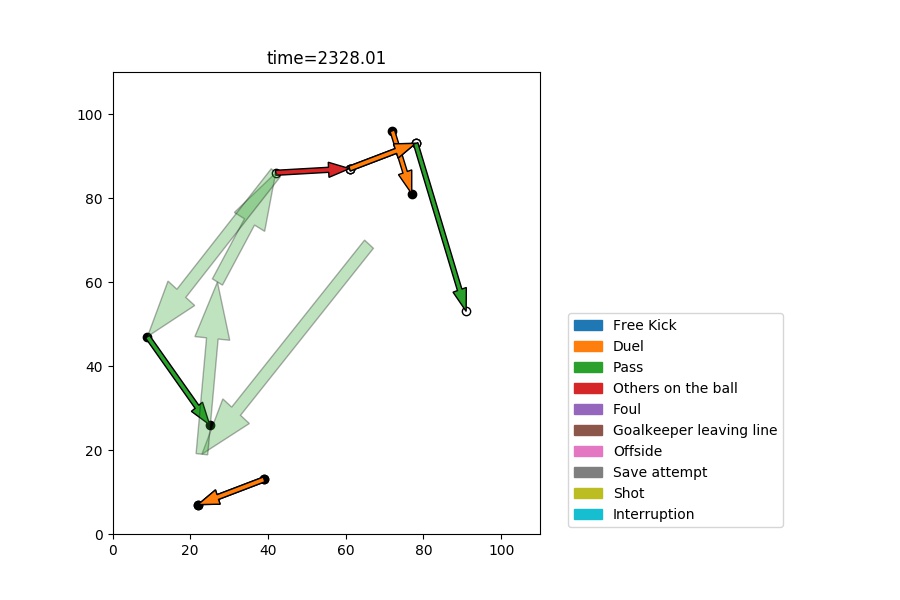 time=2328.01
100
80
60
40
20
0
0 20 40 60 80 100
Free Kick
Duel
Pass
Others on the ball
Foul
Goalkeeper leaving line
Offside
Save attempt
Shot
Interruption